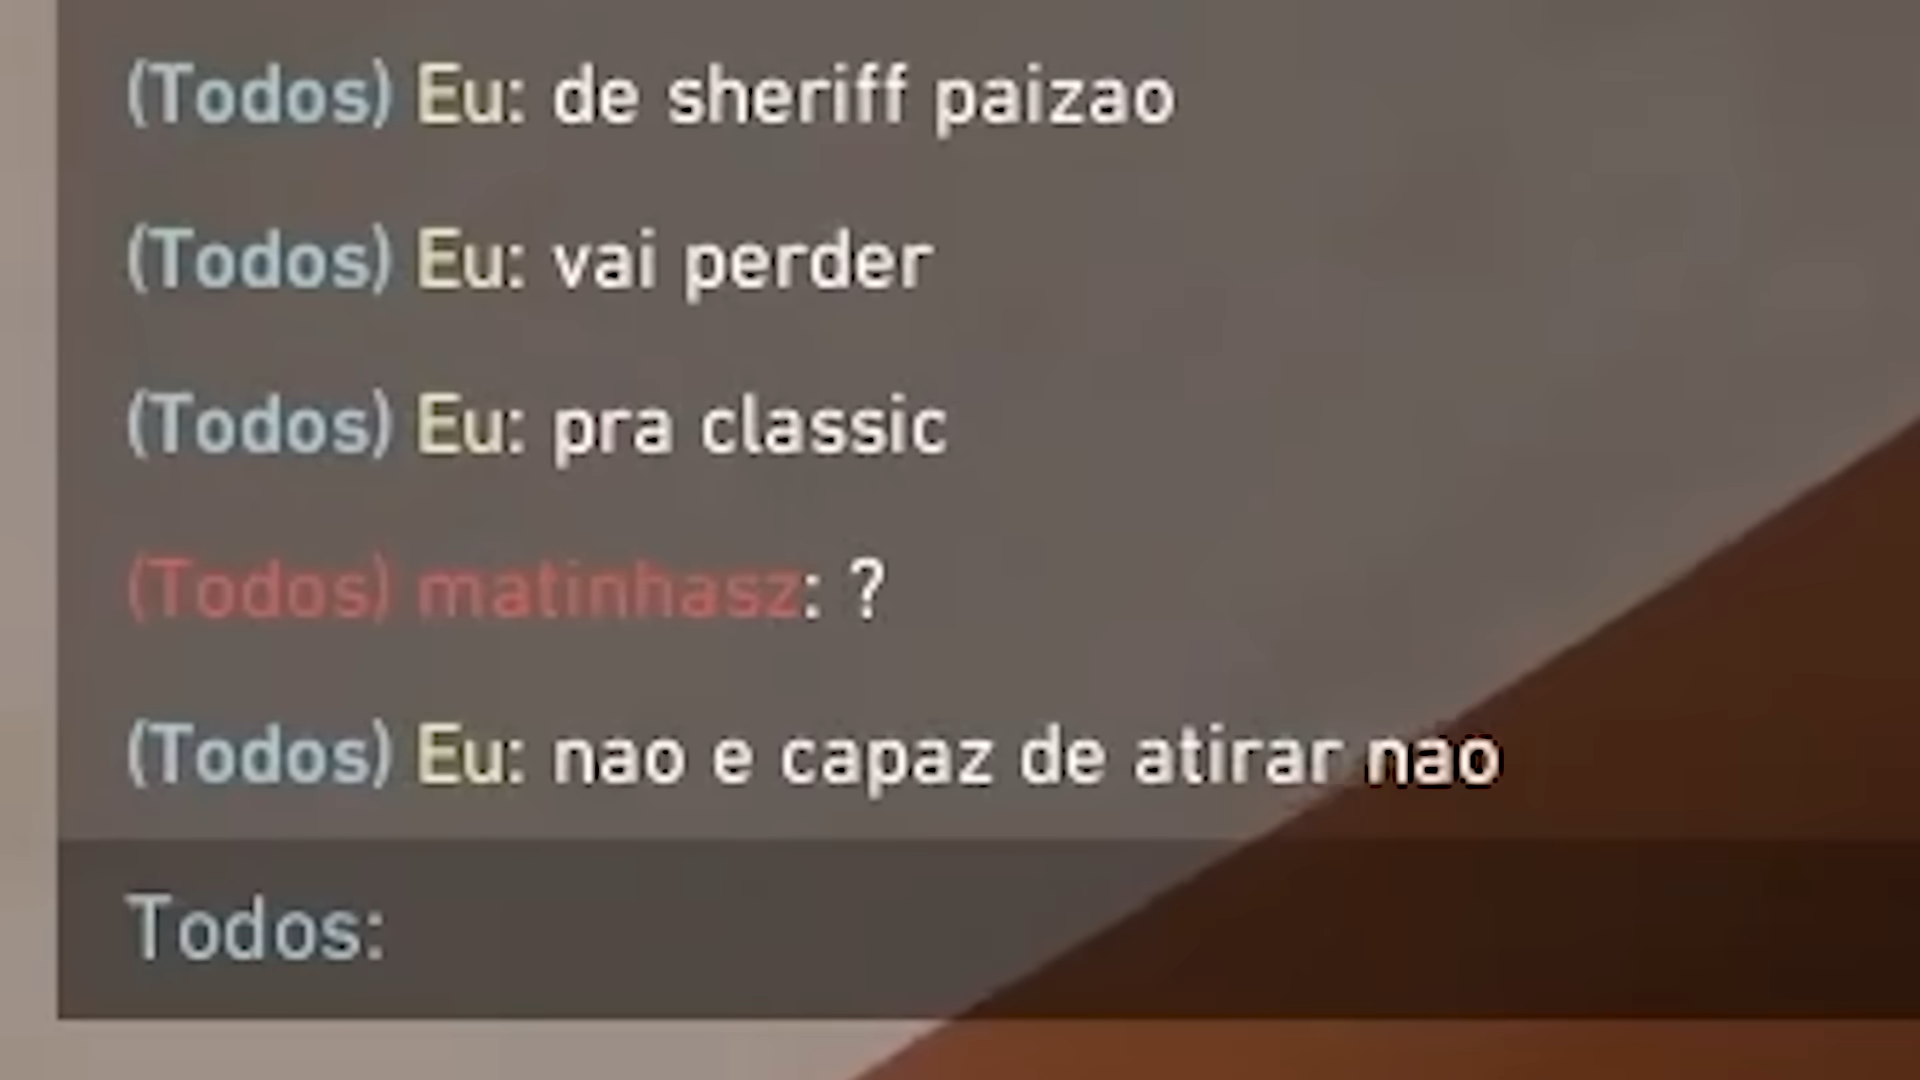 (Todos) Eu: de sheriff paizao
(Todos) Eu: vai perder
(Todos) Eu: pra classic
(Todos) matinhasz: ?
(Todos) Eu: nao e capaz de atirar nao
Todos: